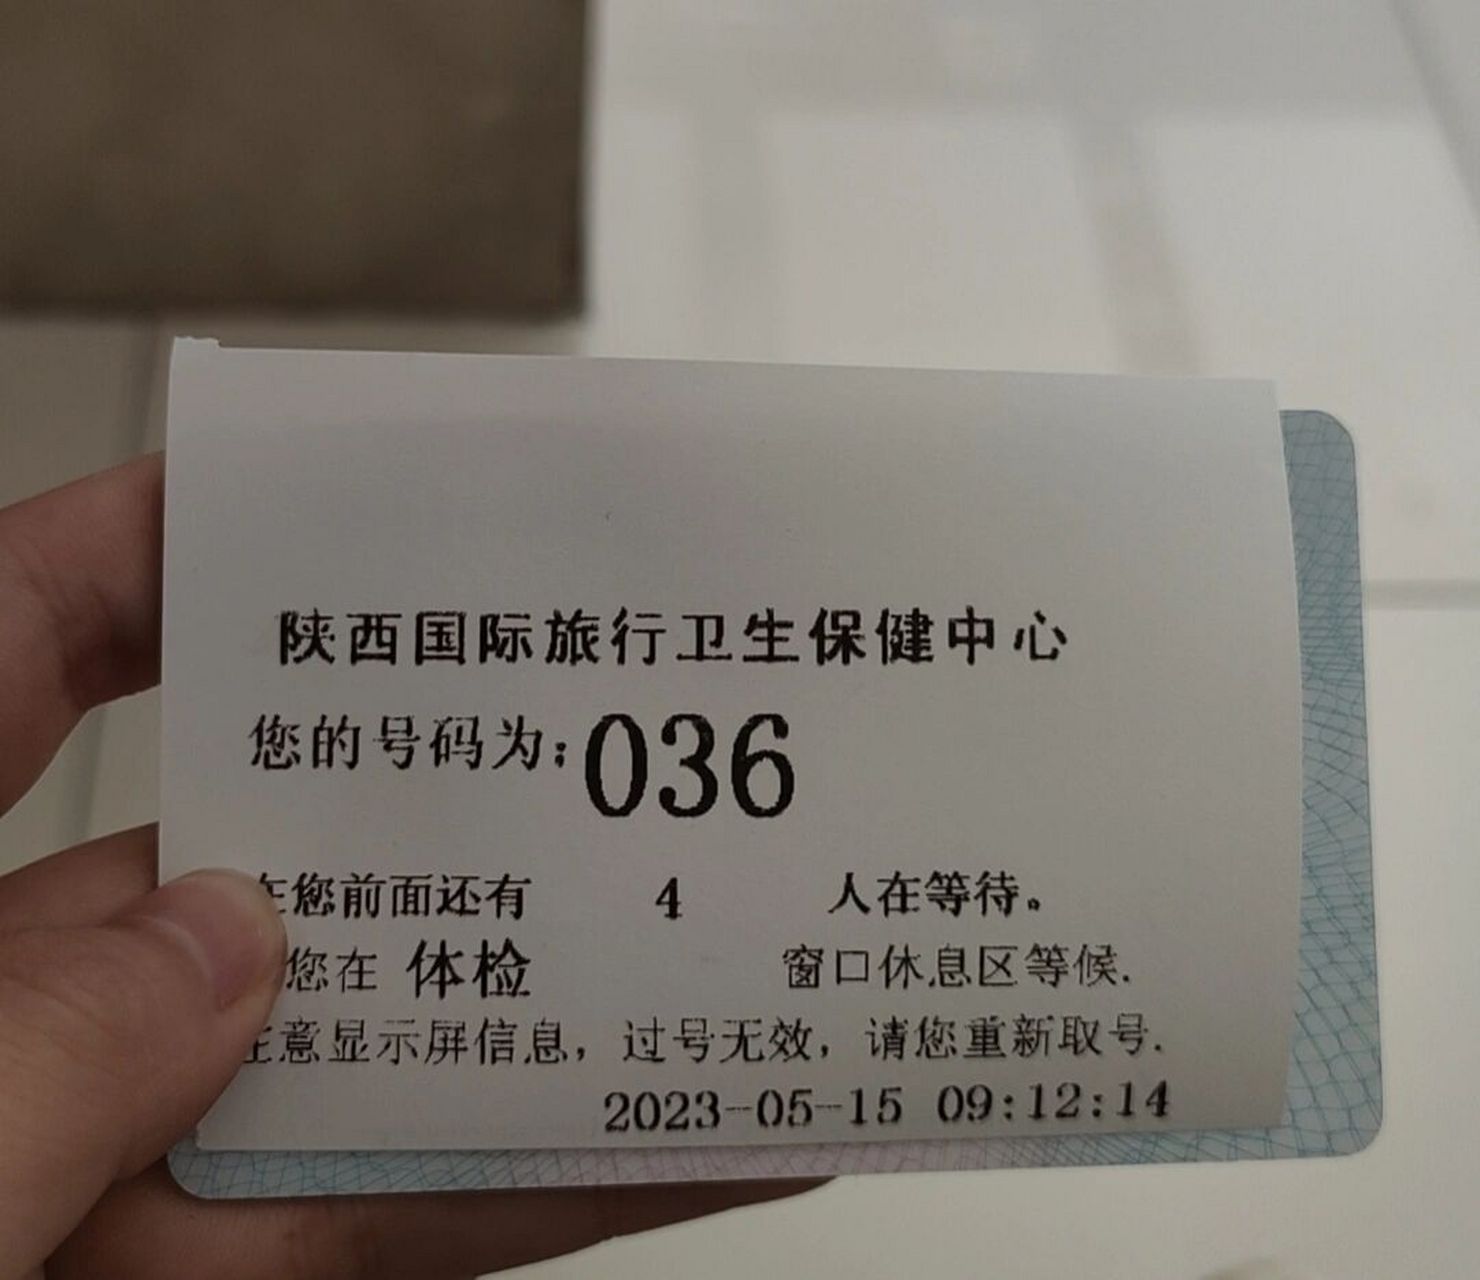 陕西国际旅行卫生保健中心
您的号码为:036
在您前面还有 4 人在等待。
您在 体检 窗口休息区等候.
注意显示屏信息，过号无效，请您重新取号.
2023-05-15 09:12:14